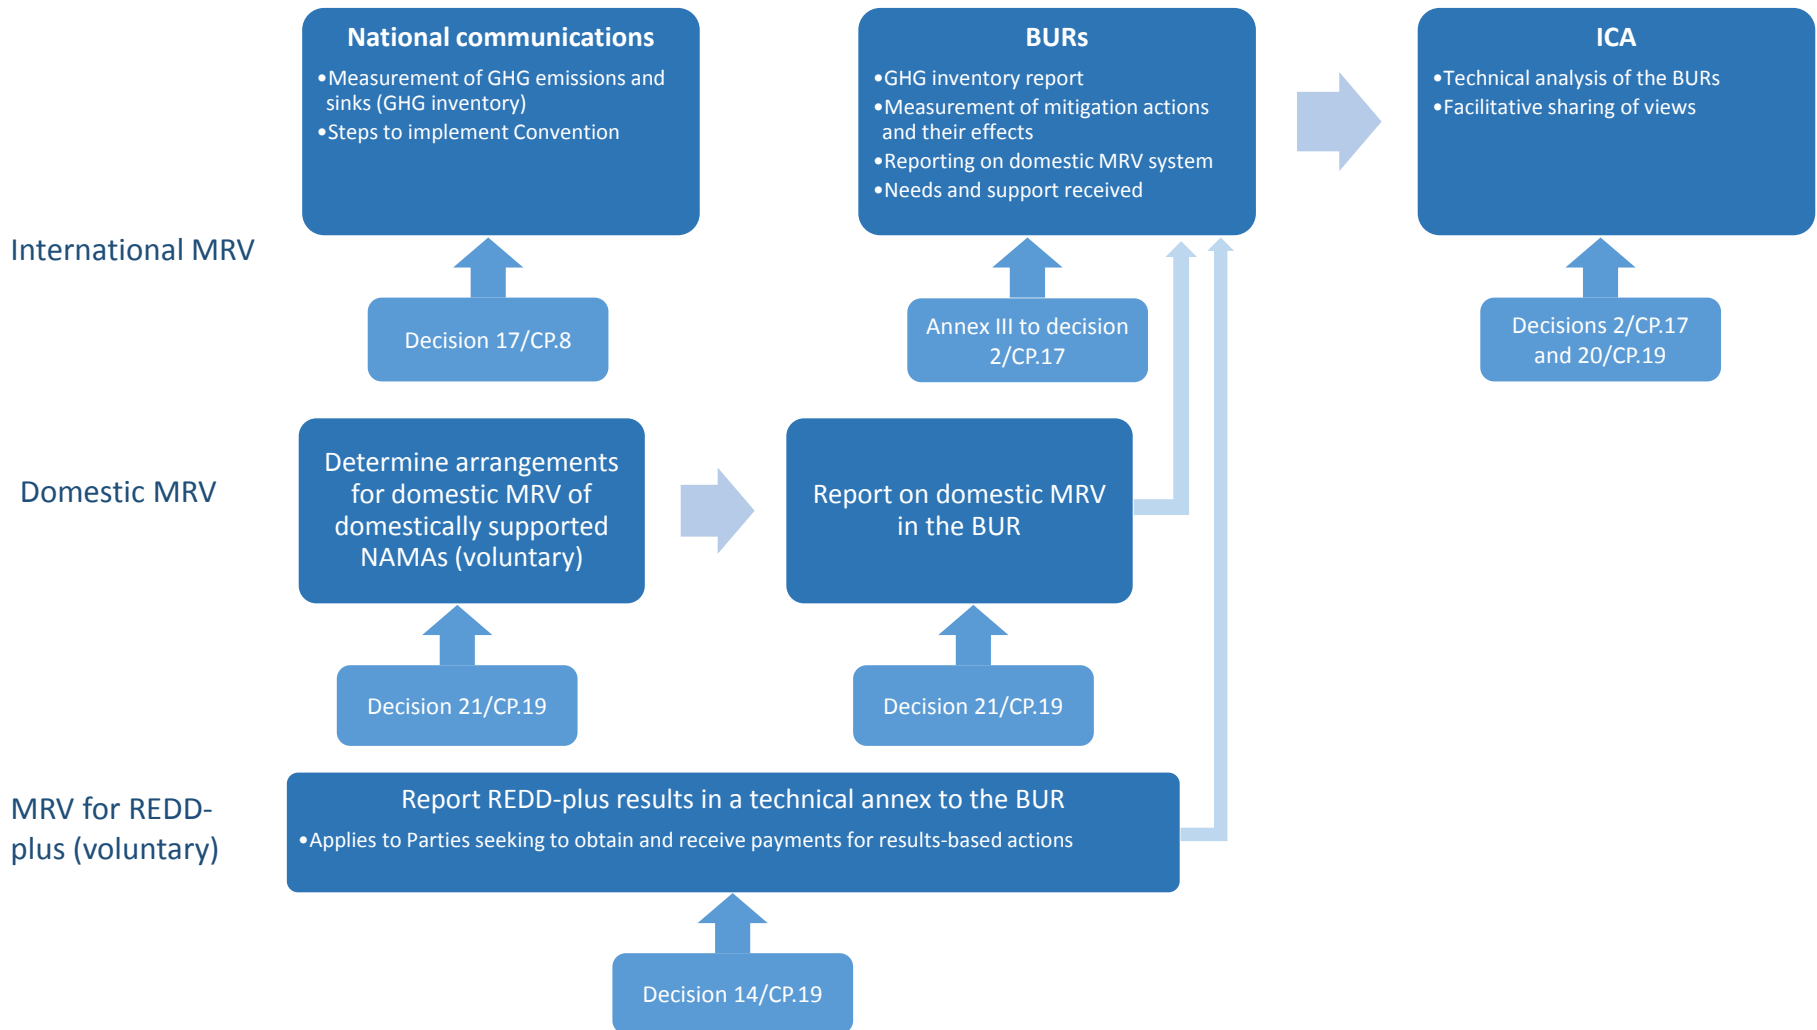 National communications
•Measurement of GHG emissions and
sinks (GHG inventory)
•Steps to implement Convention
BURs
•GHG inventory report
•Measurement of mitigation actions
and their effects
•Reporting on domestic MRV system
•Needs and support received
ICA
•Technical analysis of the BURs
•Facilitative sharing of views
International MRV
Decision 17/CP.8
Annex III to decision
2/CP.17
Decisions 2/CP.17
and 20/CP.19
Domestic MRV
Determine arrangements
for domestic MRV of
domestically supported
NAMAs (voluntary)
Report on domestic MRV
in the BUR
Decision 21/CP.19
Decision 21/CP.19
MRV for REDD-
plus (voluntary)
Report REDD-plus results in a technical annex to the BUR
•Applies to Parties seeking to obtain and receive payments for results-based actions
Decision 14/CP.19